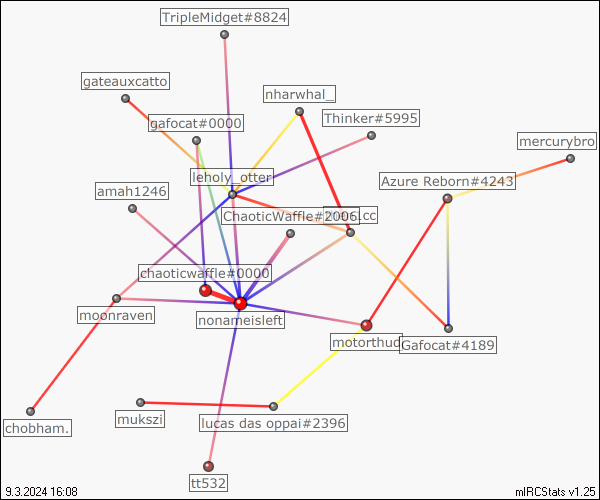 TripleMidget#8824
gateauxcatto
nharwhal_
gafocat#0000
Thinker#5995
mercurybro
leholy_otter
Azure Reborn#4243
amah1246
ChaoticWaffle#2006
chaoticwaffle#0000
moonraven
nonameisleft
motorthud
Gafocat#4189
mukszi
lucas das oppai#2396
chobham.
tt532
9.3.2024 16:08
mIRCStats v1.25